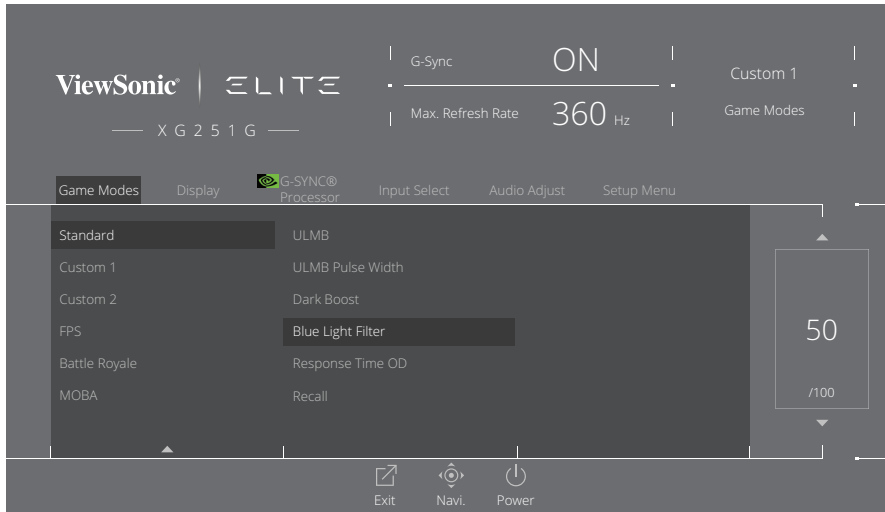 ViewSonic® | ELITE
XG251G
G-Sync ON
Max. Refresh Rate 360 Hz
Custom 1
Game Modes
Game Modes
Display
G-SYNC®
Processor
Input Select
Audio Adjust
Setup Menu
Standard
Custom 1
Custom 2
FPS
Battle Royale
MOBA
ULMB
ULMB Pulse Width
Dark Boost
Blue Light Filter
Response Time OD
Recall
50
/100
Exit
Navi.
Power